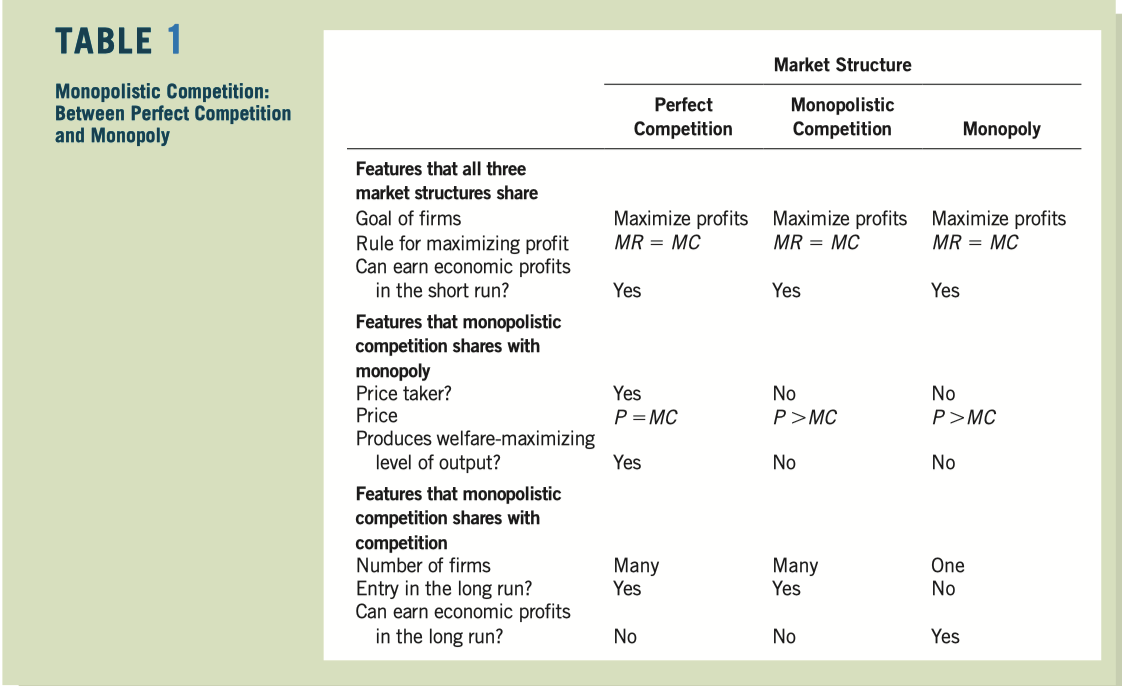 TABLE 1
Monopolistic Competition:
Between Perfect Competition
and Monopoly
Market Structure
Perfect Competition Monopolistic Competition Monopoly
Features that all three
market structures share
Goal of firms Maximize profits Maximize profits Maximize profits
Rule for maximizing profit MR = MC MR = MC MR = MC
Can earn economic profits
in the short run? Yes Yes Yes
Features that monopolistic
competition shares with
monopoly
Price taker? Yes No No
Price P = MC P > MC P > MC
Produces welfare-maximizing
level of output? Yes No No
Features that monopolistic
competition shares with
competition
Number of firms Many Many One
Entry in the long run? Yes Yes No
Can earn economic profits
in the long run? No No Yes